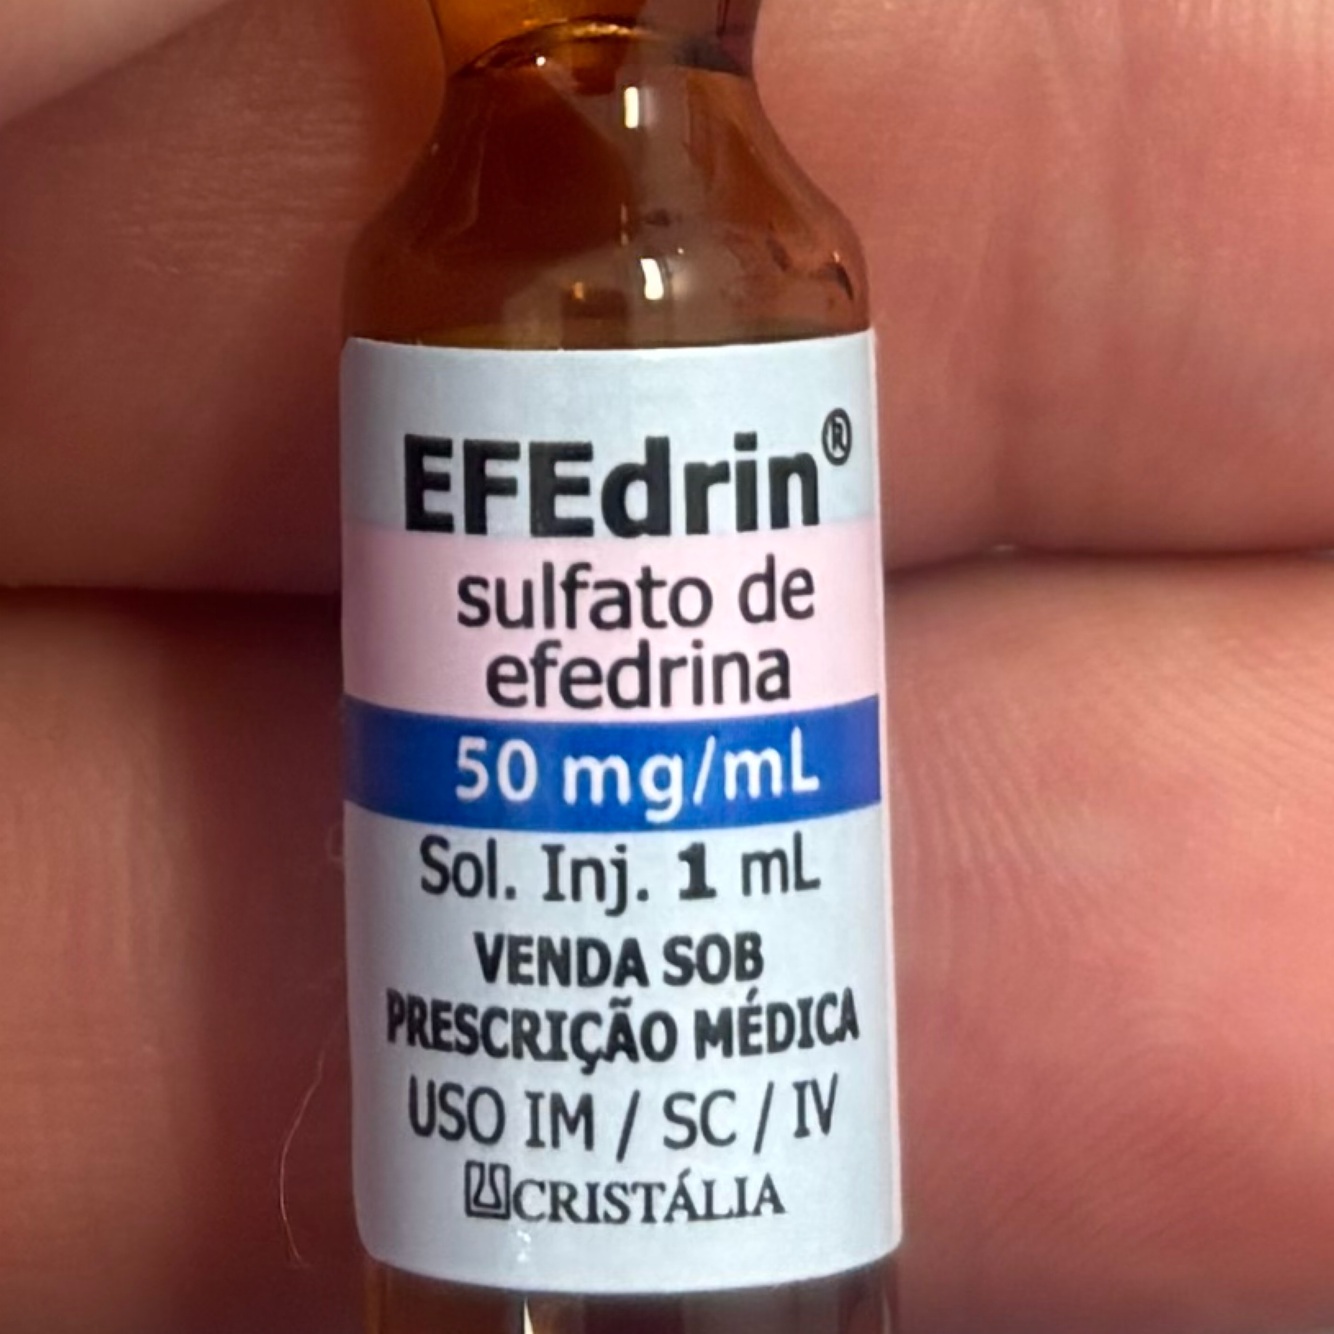 EFEdrin®
sulfato de
efedrina
50 mg/mL
Sol. Inj. 1 mL
VENDA SOB
PRESCRIÇÃO MÉDICA
USO IM / SC / IV
CRISTÁLIA